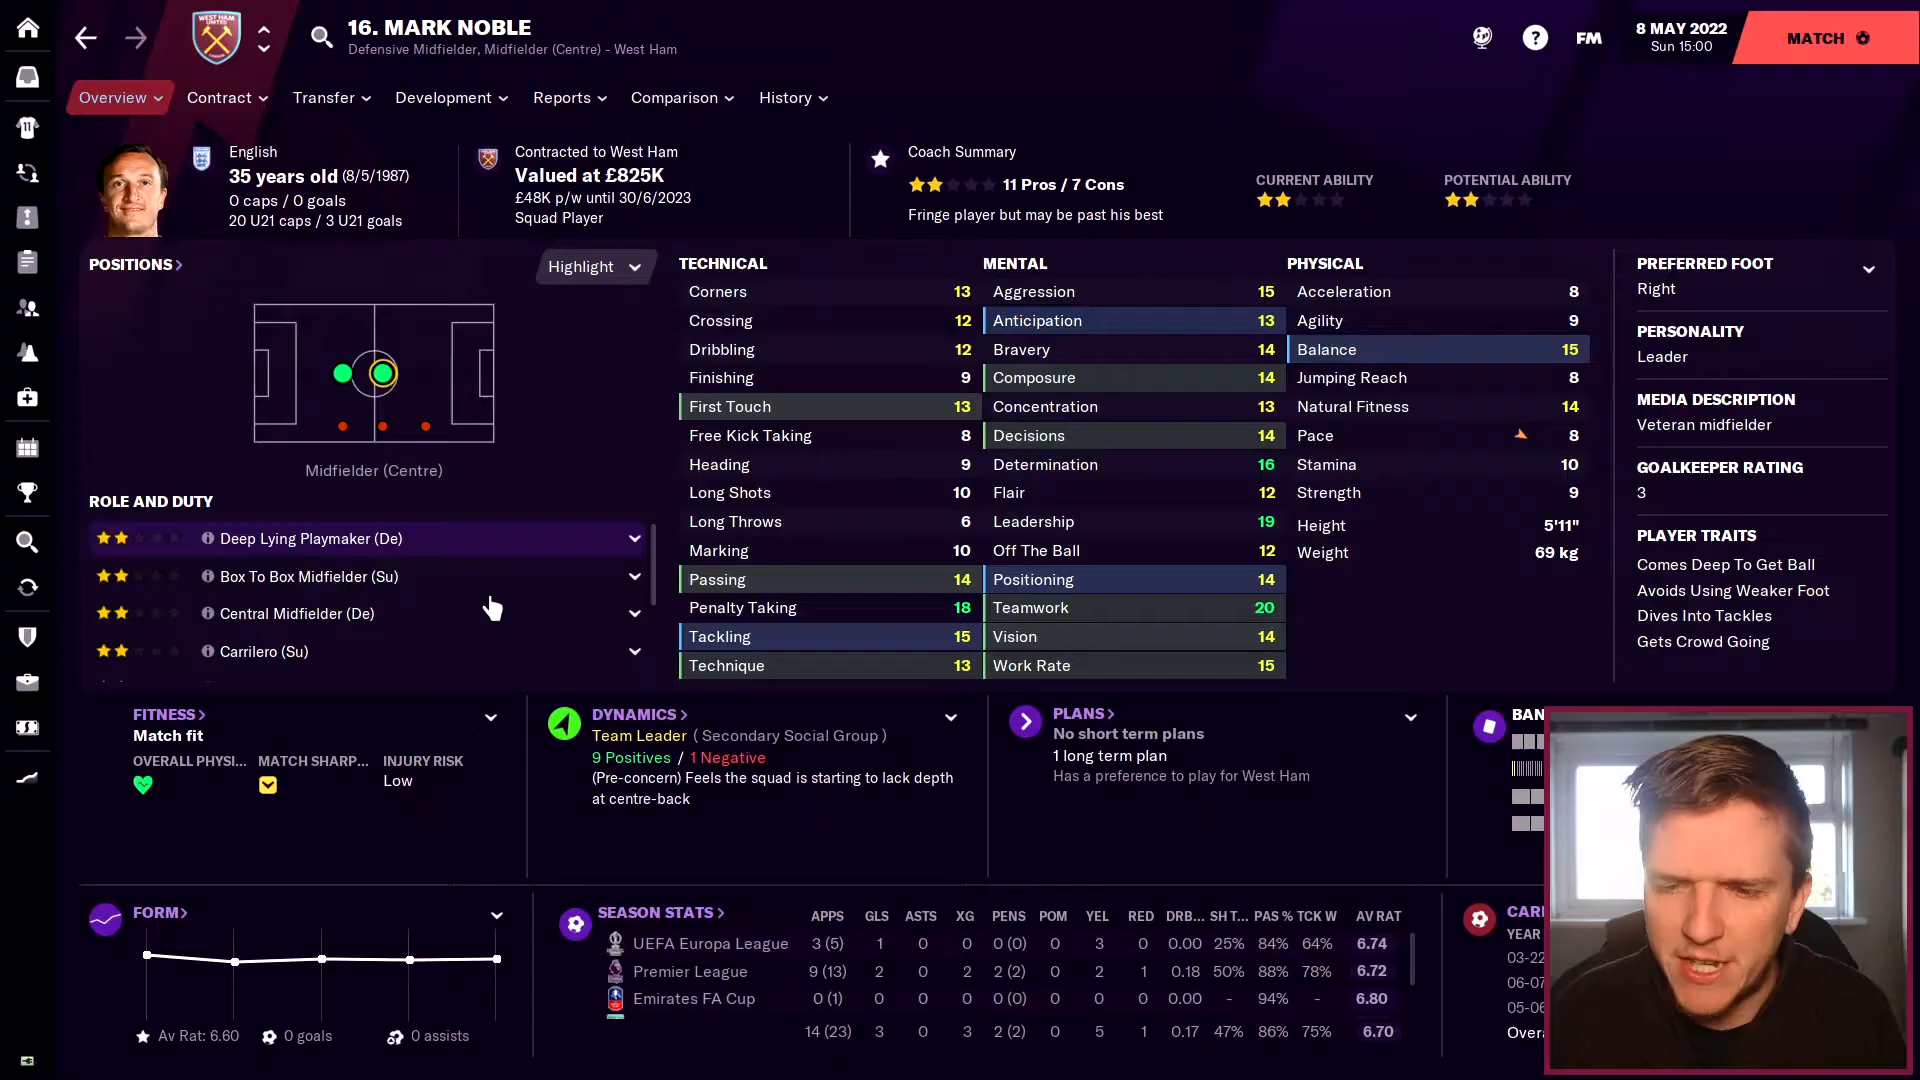 16. MARK NOBLE
Defensive Midfielder, Midfielder (Centre) - West Ham
FM
8 MAY 2022
Sun 15:00
MATCH
Overview
Contract
Transfer
Development
Reports
Comparison
History
English
35 years old (8/5/1987)
0 caps / 0 goals
20 U21 caps / 3 U21 goals
Contracted to West Ham
Valued at £825K
£48K p/w until 30/6/2023
Squad Player
Coach Summary
11 Pros / 7 Cons
Fringe player but may be past his best
CURRENT ABILITY
POTENTIAL ABILITY
POSITIONS
Highlight
Midfielder (Centre)
ROLE AND DUTY
Deep Lying Playmaker (De)
Box To Box Midfielder (Su)
Central Midfielder (De)
Carrilero (Su)
TECHNICAL
Corners 13
Crossing 12
Dribbling 12
Finishing 9
First Touch 13
Free Kick Taking 8
Heading 9
Long Shots 10
Long Throws 6
Marking 10
Passing 14
Penalty Taking 18
Tackling 15
Technique 13
MENTAL
Aggression 15
Anticipation 13
Bravery 14
Composure 14
Concentration 13
Decisions 14
Determination 16
Flair 12
Leadership 19
Off The Ball 12
Positioning 14
Teamwork 20
Vision 14
Work Rate 15
PHYSICAL
Acceleration 8
Agility 9
Balance 15
Jumping Reach 8
Natural Fitness 14
Pace 8
Stamina 10
Strength 9
Height 5'11"
Weight 69 kg
PREFERRED FOOT
Right
PERSONALITY
Leader
MEDIA DESCRIPTION
Veteran midfielder
GOALKEEPER RATING
3
PLAYER TRAITS
Comes Deep To Get Ball
Avoids Using Weaker Foot
Dives Into Tackles
Gets Crowd Going
FITNESS
Match fit
OVERALL PHYSI... MATCH SHARP... INJURY RISK
Low
DYNAMICS
Team Leader ( Secondary Social Group )
9 Positives / 1 Negative
(Pre-concern) Feels the squad is starting to lack depth
at centre-back
PLANS
No short term plans
1 long term plan
Has a preference to play for West Ham
BAN
FORM
Av Rat: 6.60 0 goals 0 assists
SEASON STATS APPS GLS ASTS XG PENS POM YEL RED DRB... SH T... PAS % TCK W AV RAT
UEFA Europa League 3 (5) 1 0 0 0 (0) 0 3 0 0.00 25% 84% 64% 6.74
Premier League 9 (13) 2 0 2 2 (2) 0 2 1 0.18 50% 88% 78% 6.72
Emirates FA Cup 0 (1) 0 0 0 0 (0) 0 0 0 0.00 - 94% - 6.80
14 (23) 3 0 3 2 (2) 0 5 1 0.17 47% 86% 75% 6.70
YEAR
03-22
06-07